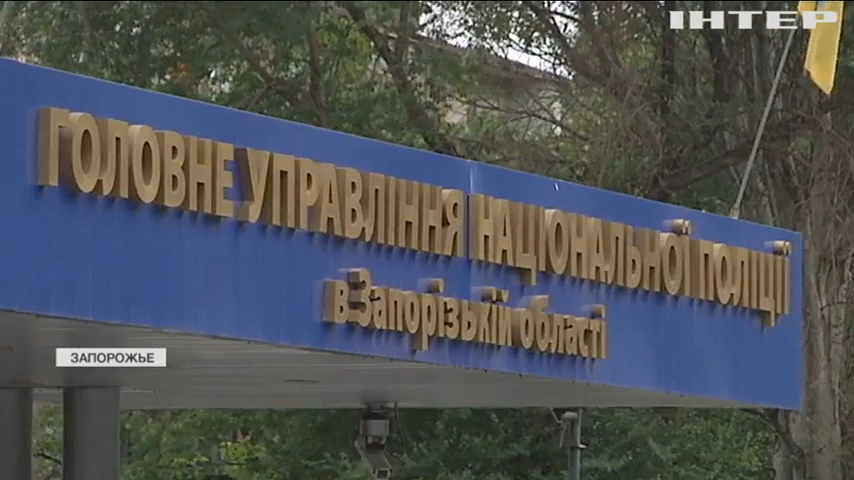 ІНТЕР
ГОЛОВНЕ УПРАВЛІННЯ НАЦІОНАЛЬНОЇ ПОЛІЦІЇ
в Запорізькій області
ЗАПОРОЖЬЕ